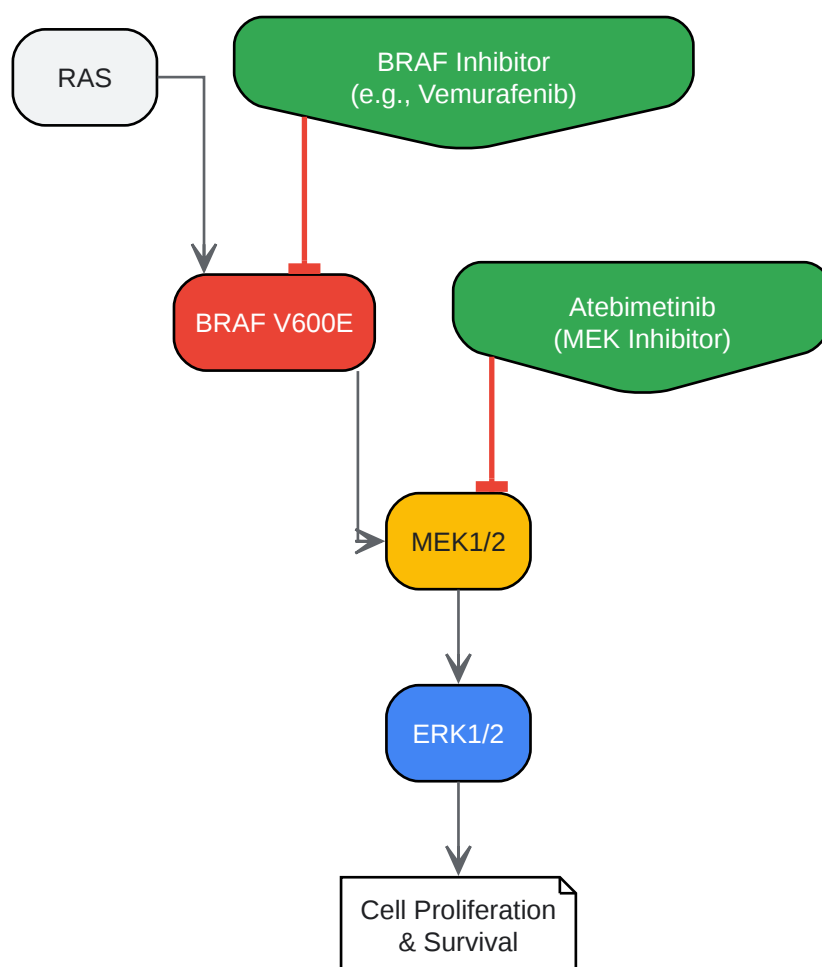 RAS
BRAF Inhibitor
(e.g., Vemurafenib)
BRAF V600E
Atebimetinib
(MEK Inhibitor)
MEK1/2
ERK1/2
Cell Proliferation
& Survival